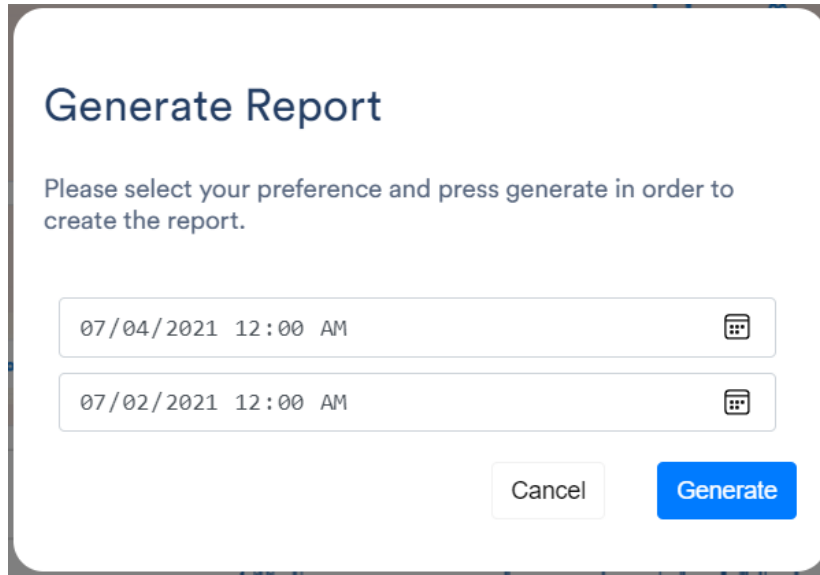 Generate Report
Please select your preference and press generate in order to
create the report.
07/04/2021 12:00 AM
07/02/2021 12:00 AM
Cancel
Generate